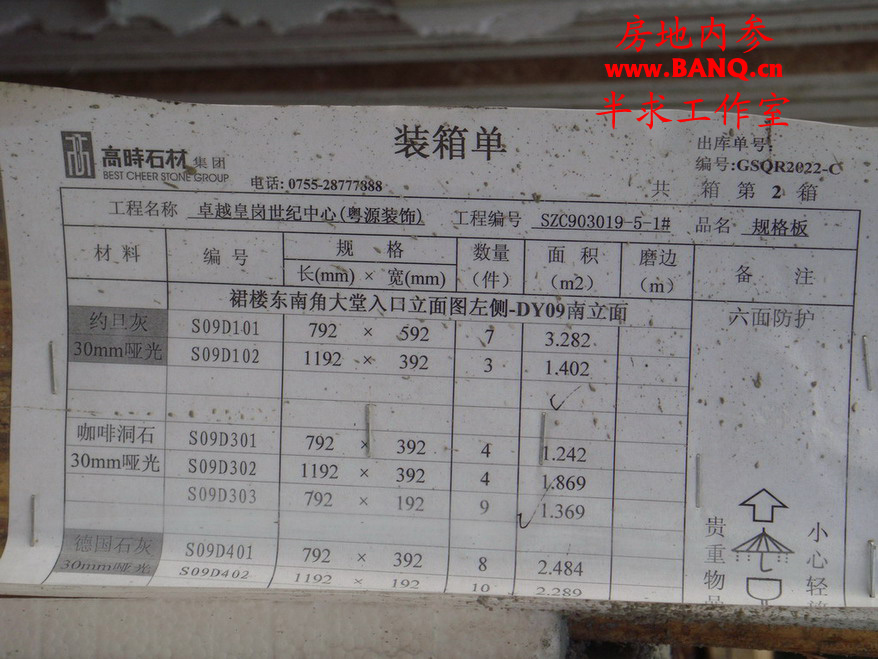 房地内参
www.BANQ.cn
半求工作室
装箱单
出库单号:
高時石材 集团
BEST CHEER STONE GROUP
电话: 0755-28777888
编号:GSQR2022-C
共 箱 第 2 箱
工程名称 卓越皇岗世纪中心(粤源装饰) 工程编号 SZC903019-5-1# 品名 规格板
材料 编号 规格 数量 面积 磨边 备注
长(mm) × 宽(mm) (件) (m2) (m)
裙楼东南角大堂入口立面图左侧-DY09南立面
约旦灰 S09D101 792 × 592 7 3.282 六面防护
30mm哑光 S09D102 1192 × 392 3 1.402
咖啡洞石 S09D301 792 × 392 4 1.242
30mm哑光 S09D302 1192 × 392 4 1.869
S09D303 792 × 192 9 1.369
德国石灰 S09D401 792 × 392 8 2.484
30mm哑光 S09D402 1192 × 192 10 2.289
贵重物
小心轻